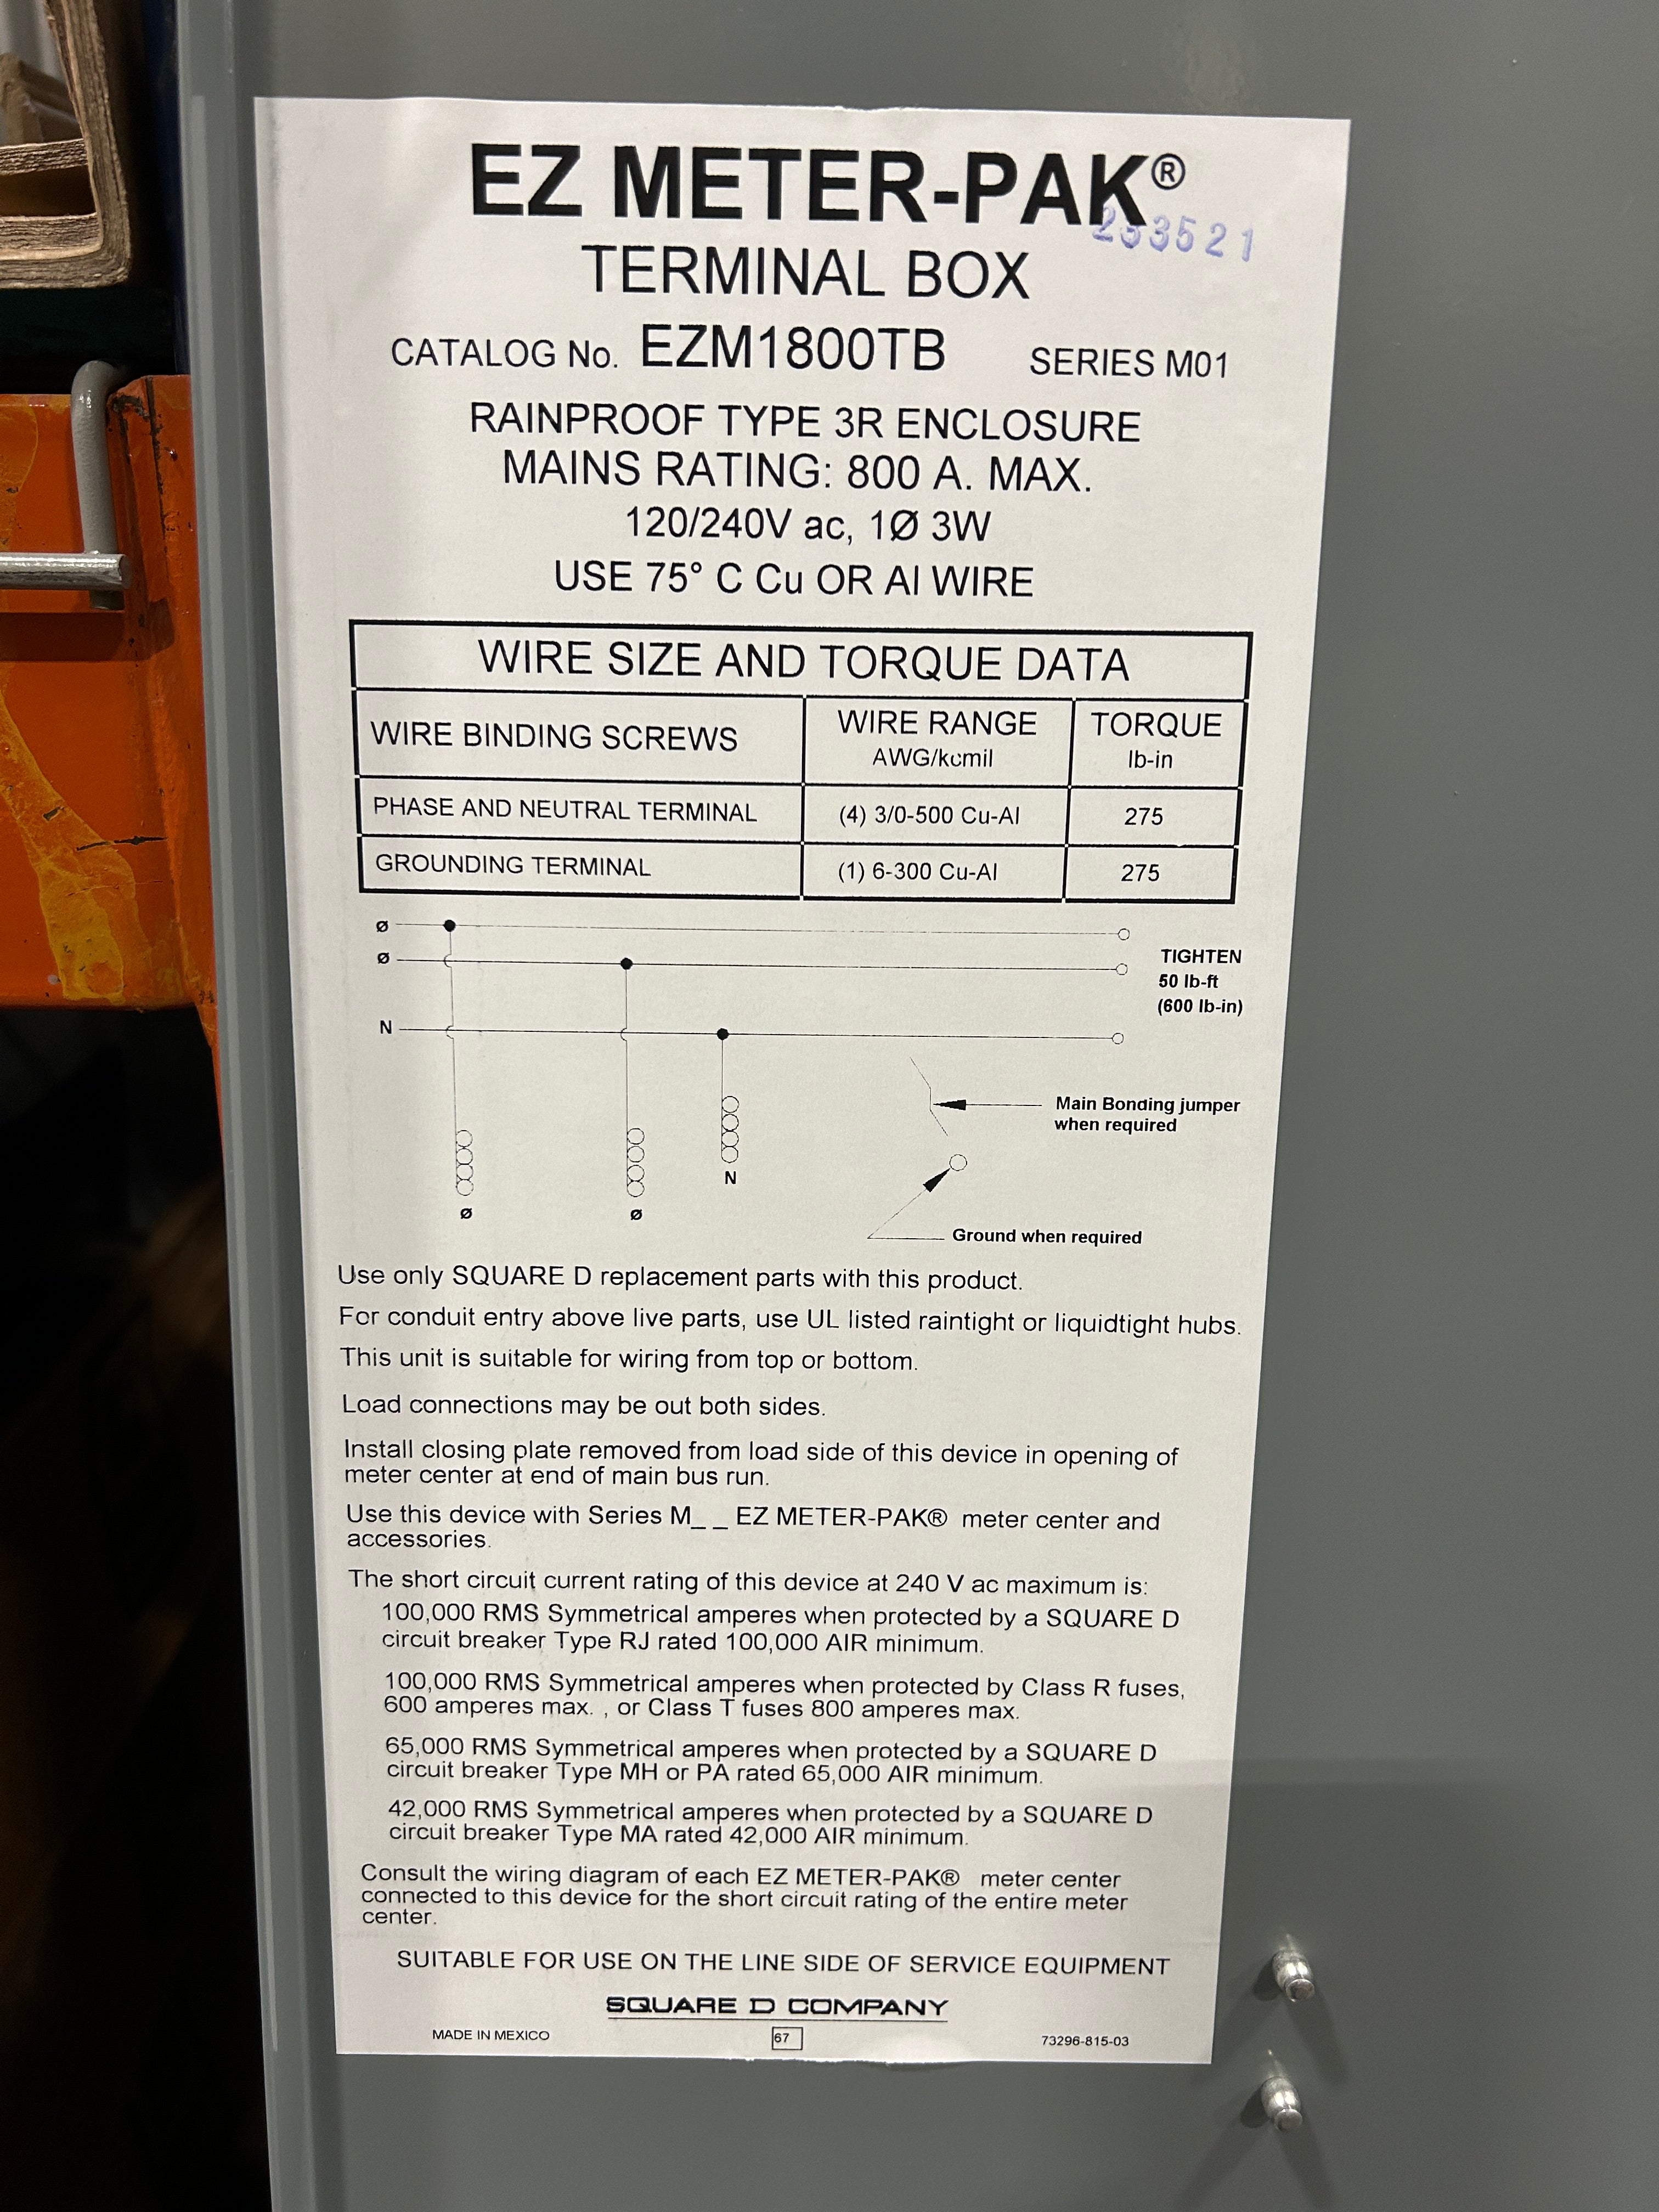 EZ METER-PAK®
233521
TERMINAL BOX
CATALOG No. EZM1800TB SERIES M01
RAINPROOF TYPE 3R ENCLOSURE
MAINS RATING: 800 A. MAX.
120/240V ac, 1Ø 3W
USE 75° C Cu OR Al WIRE
WIRE SIZE AND TORQUE DATA
WIRE BINDING SCREWS WIRE RANGE AWG/kcmil TORQUE lb-in
PHASE AND NEUTRAL TERMINAL (4) 3/0-500 Cu-Al 275
GROUNDING TERMINAL (1) 6-300 Cu-Al 275
Ø
Ø
TIGHTEN
50 lb-ft
(600 lb-in)
N
Main Bonding jumper
when required
N
Ø Ø
Ground when required
Use only SQUARE D replacement parts with this product.
For conduit entry above live parts, use UL listed raintight or liquidtight hubs.
This unit is suitable for wiring from top or bottom.
Load connections may be out both sides.
Install closing plate removed from load side of this device in opening of
meter center at end of main bus run.
Use this device with Series M_ _ EZ METER-PAK® meter center and
accessories.
The short circuit current rating of this device at 240 V ac maximum is:
100,000 RMS Symmetrical amperes when protected by a SQUARE D
circuit breaker Type RJ rated 100,000 AIR minimum.
100,000 RMS Symmetrical amperes when protected by Class R fuses,
600 amperes max. , or Class T fuses 800 amperes max.
65,000 RMS Symmetrical amperes when protected by a SQUARE D
circuit breaker Type MH or PA rated 65,000 AIR minimum.
42,000 RMS Symmetrical amperes when protected by a SQUARE D
circuit breaker Type MA rated 42,000 AIR minimum.
Consult the wiring diagram of each EZ METER-PAK® meter center
connected to this device for the short circuit rating of the entire meter
center.
SUITABLE FOR USE ON THE LINE SIDE OF SERVICE EQUIPMENT
SQUARE D COMPANY
MADE IN MEXICO 67 73296-815-03